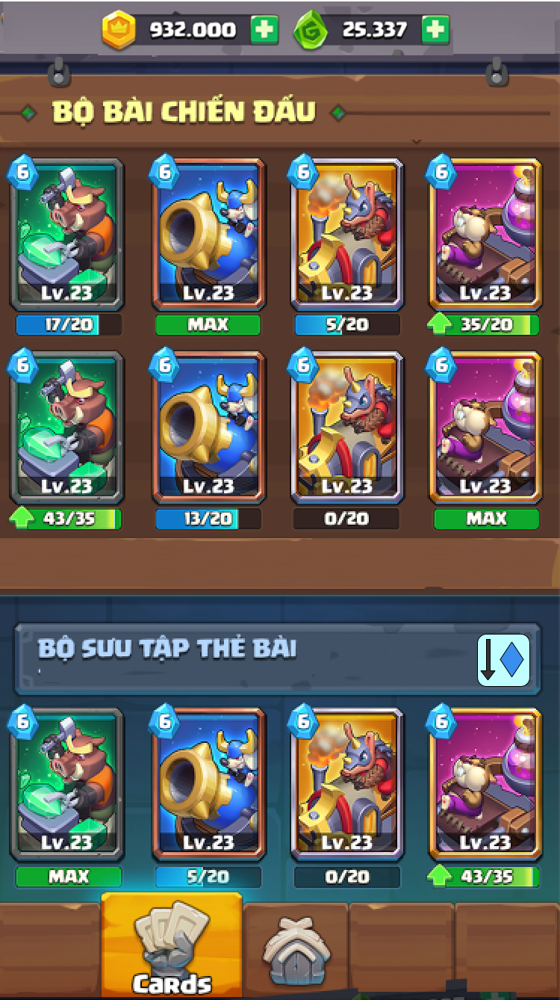 932.000 25.337
BỘ BÀI CHIẾN ĐẤU
6 6 6 6
Lv.23 Lv.23 Lv.23 Lv.23
17/20 MAX 5/20 35/20
6 6 6 6
Lv.23 Lv.23 Lv.23 Lv.23
43/35 13/20 0/20 MAX
BỘ SƯU TẬP THẺ BÀI
6 6 6 6
Lv.23 Lv.23 Lv.23 Lv.23
MAX 5/20 0/20 43/35
Cards